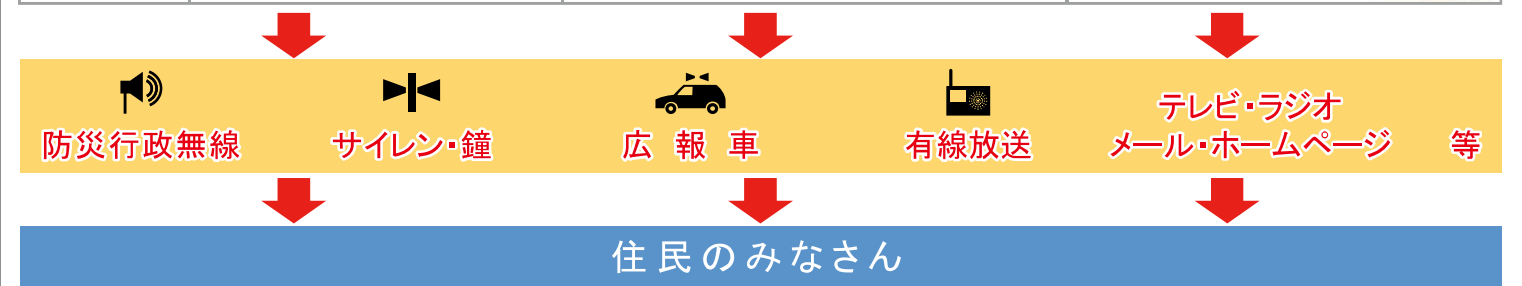 防災行政無線
サイレン・鐘
広報車
有線放送
テレビ・ラジオ
メール・ホームページ 等
住民のみなさん